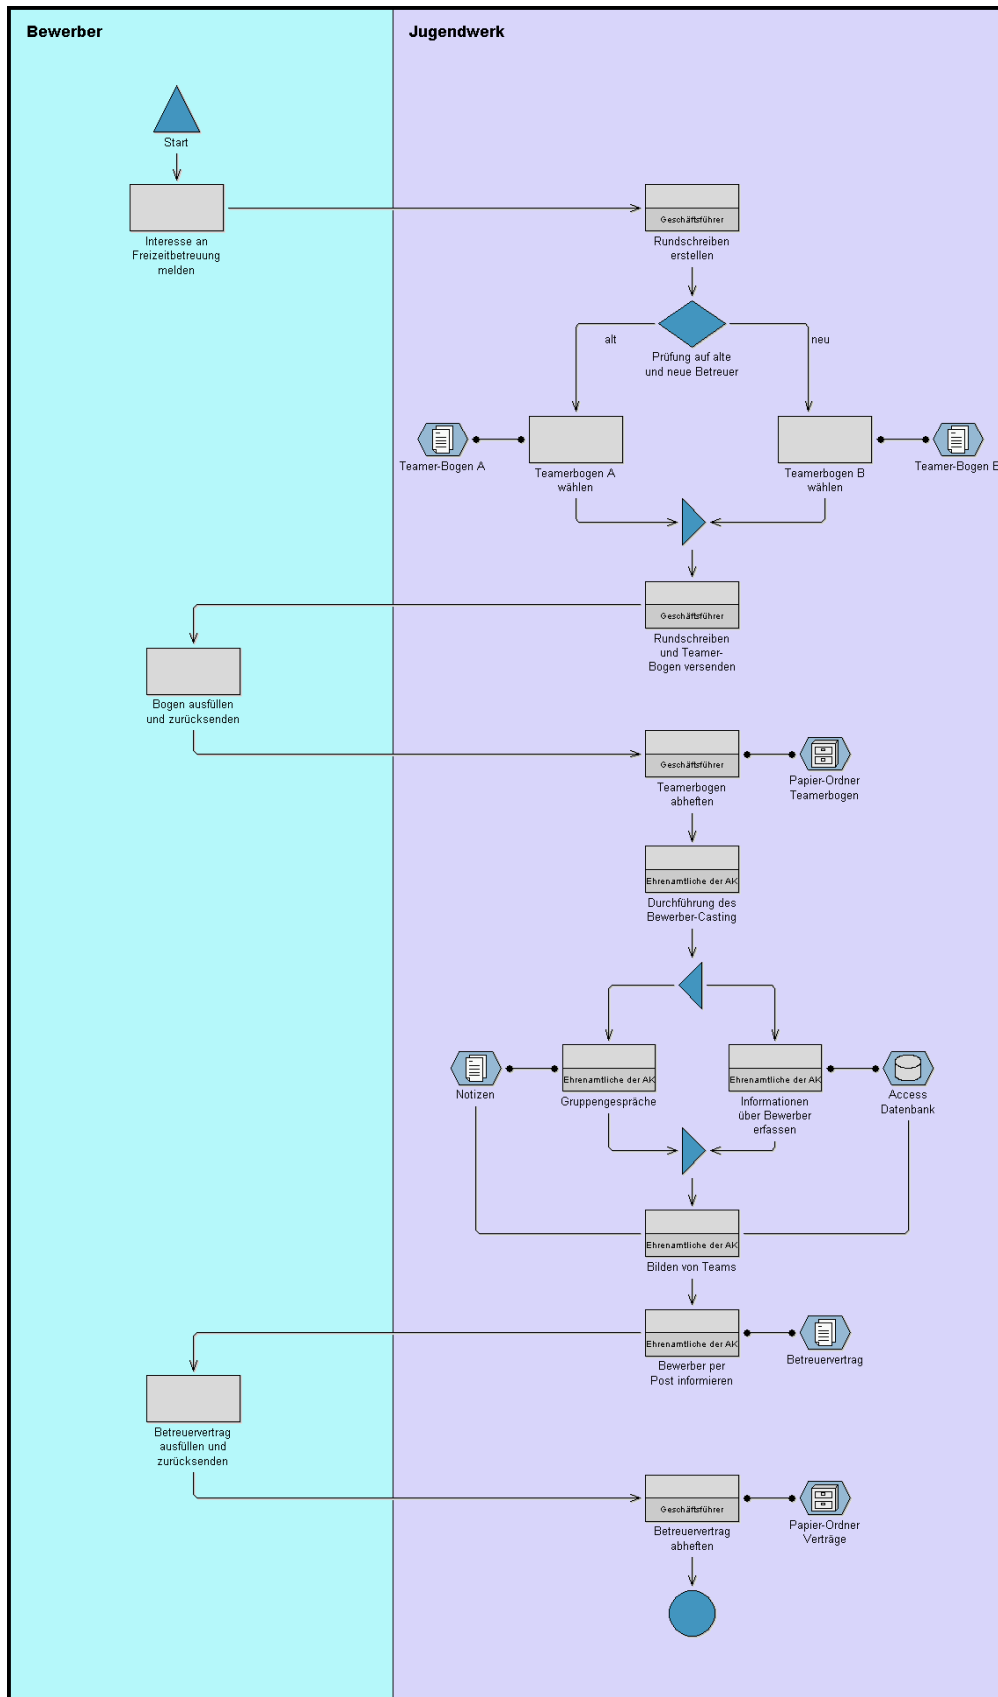 Bewerber
Jugendwerk
Start
Interesse an
Freizeitbetreuung
melden
Geschäftsführer
Rundschreiben
erstellen
alt
neu
Prüfung auf alte
und neue Betreuer
Teamer-Bogen A
Teamerbogen A
wählen
Teamerbogen B
wählen
Teamer-Bogen B
Geschäftsführer
Rundschreiben
und Teamer-
Bogen versenden
Bogen ausfüllen
und zurücksenden
Geschäftsführer
Teamerbogen
abheften
Papier-Ordner
Teamerbogen
Ehrenamtliche der AK
Durchführung des
Bewerber-Casting
Notizen
Ehrenamtliche der AK
Gruppengespräche
Ehrenamtliche der AK
Informationen
über Bewerber
erfassen
Access
Datenbank
Ehrenamtliche der AK
Bilden von Teams
Ehrenamtliche der AK
Bewerber per
Post informieren
Betreuervertrag
Betreuervertrag
ausfüllen und
zurücksenden
Geschäftsführer
Betreuervertrag
abheften
Papier-Ordner
Verträge